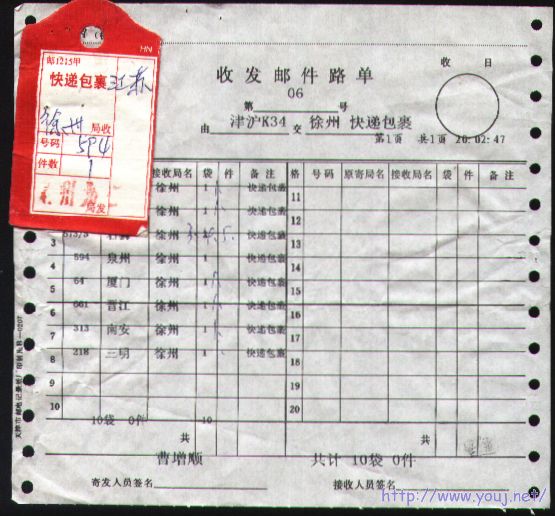 HN
邮1215甲
快递包裹 江苏
徐州 局收
号码 594
件数 1
局发
收发邮件路单
收 日
06
第 号
由 津沪K34 交 徐州 快递包裹
第1页 共1页 20:02:47
接收局名 袋 件 备注 格 号码 原寄局名 接收局名 袋 件 备注
徐州 1 快递包裹 11
徐州 1 快递包裹 12
3 徐州 快递包裹 13
4 594 泉州 徐州 1 快递包裹 14
5 64 厦门 徐州 1 快递包裹 15
6 661 晋江 徐州 1 快递包裹 16
7 313 南安 徐州 1 快递包裹 17
8 218 三明 徐州 1 快递包裹 18
9 19
10 20
10袋 0件 10
共 共
曹增顺 共计 10袋 0件
寄发人员签名 接收人员签名
http://www.youj.net/